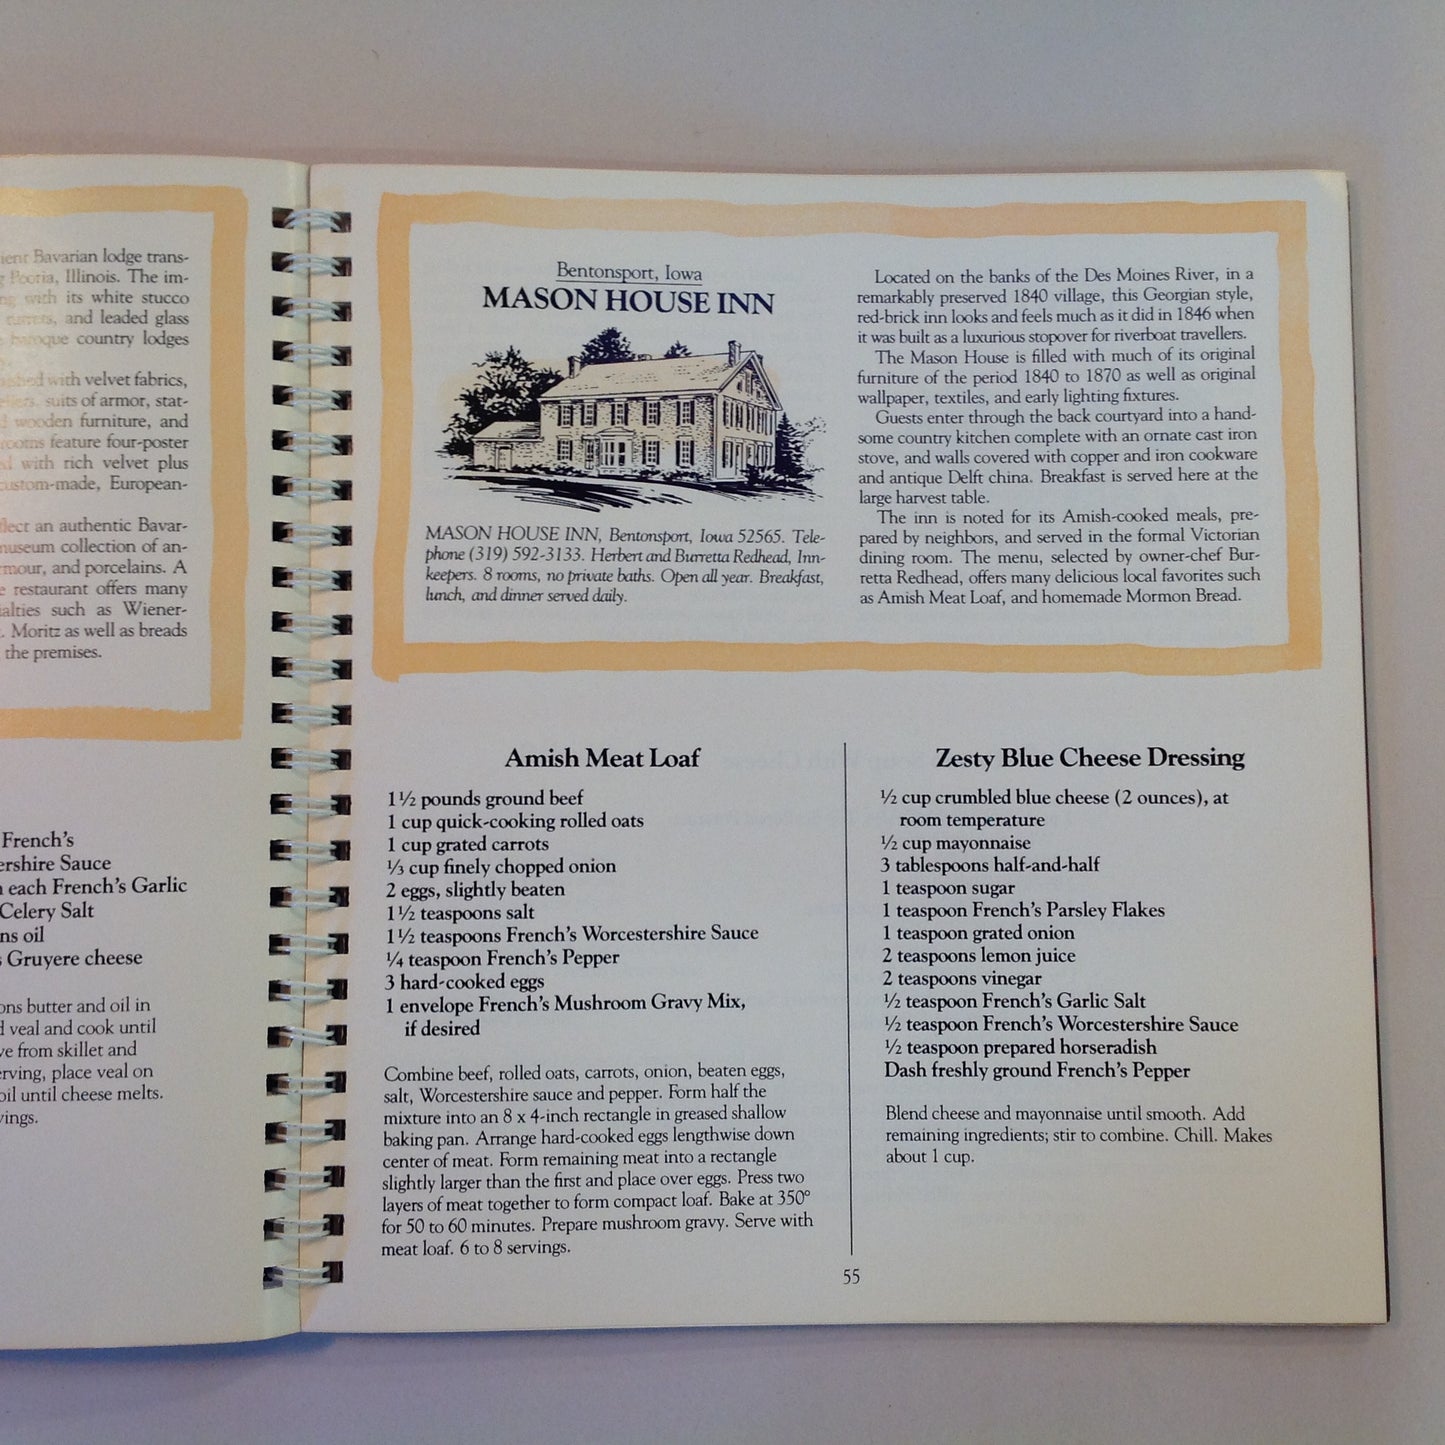 ient Bavarian lodge trans-
Peoria, Illinois. The im-
with its white stucco
and leaded glass
country lodges
with velvet fabrics,
suits of armor, stat-
wooden furniture, and
rooms feature four-poster
with rich velvet plus
custom-made, European-
flect an authentic Bavar-
museum collection of an-
rmour, and porcelains. A
e restaurant offers many
ialties such as Wiener-
Moritz as well as breads
the premises.
French's
ershire Sauce
each French's Garlic
Celery Salt
ns oil
s Gruyere cheese
ons butter and oil in
d veal and cook until
ve from skillet and
erving, place veal on
oil until cheese melts.
vings.
Bentonsport, Iowa
MASON HOUSE INN
MASON HOUSE INN, Bentonsport, Iowa 52565. Tele-
phone (319) 592-3133. Herbert and Burretta Redhead, Inn-
keepers. 8 rooms, no private baths. Open all year. Breakfast,
lunch, and dinner served daily.
Located on the banks of the Des Moines River, in a
remarkably preserved 1840 village, this Georgian style,
red-brick inn looks and feels much as it did in 1846 when
it was built as a luxurious stopover for riverboat travellers.
The Mason House is filled with much of its original
furniture of the period 1840 to 1870 as well as original
wallpaper, textiles, and early lighting fixtures.
Guests enter through the back courtyard into a hand-
some country kitchen complete with an ornate cast iron
stove, and walls covered with copper and iron cookware
and antique Delft china. Breakfast is served here at the
large harvest table.
The inn is noted for its Amish-cooked meals, pre-
pared by neighbors, and served in the formal Victorian
dining room. The menu, selected by owner-chef Bur-
retta Redhead, offers many delicious local favorites such
as Amish Meat Loaf, and homemade Mormon Bread.
Amish Meat Loaf
1½ pounds ground beef
1 cup quick-cooking rolled oats
1 cup grated carrots
⅓ cup finely chopped onion
2 eggs, slightly beaten
1½ teaspoons salt
1½ teaspoons French's Worcestershire Sauce
¼ teaspoon French's Pepper
3 hard-cooked eggs
1 envelope French's Mushroom Gravy Mix,
if desired
Combine beef, rolled oats, carrots, onion, beaten eggs,
salt, Worcestershire sauce and pepper. Form half the
mixture into an 8 x 4-inch rectangle in greased shallow
baking pan. Arrange hard-cooked eggs lengthwise down
center of meat. Form remaining meat into a rectangle
slightly larger than the first and place over eggs. Press two
layers of meat together to form compact loaf. Bake at 350°
for 50 to 60 minutes. Prepare mushroom gravy. Serve with
meat loaf. 6 to 8 servings.
Zesty Blue Cheese Dressing
½ cup crumbled blue cheese (2 ounces), at
room temperature
½ cup mayonnaise
3 tablespoons half-and-half
1 teaspoon sugar
1 teaspoon French's Parsley Flakes
1 teaspoon grated onion
2 teaspoons lemon juice
2 teaspoons vinegar
½ teaspoon French's Garlic Salt
½ teaspoon French's Worcestershire Sauce
½ teaspoon prepared horseradish
Dash freshly ground French's Pepper
Blend cheese and mayonnaise until smooth. Add
remaining ingredients; stir to combine. Chill. Makes
about 1 cup.
55